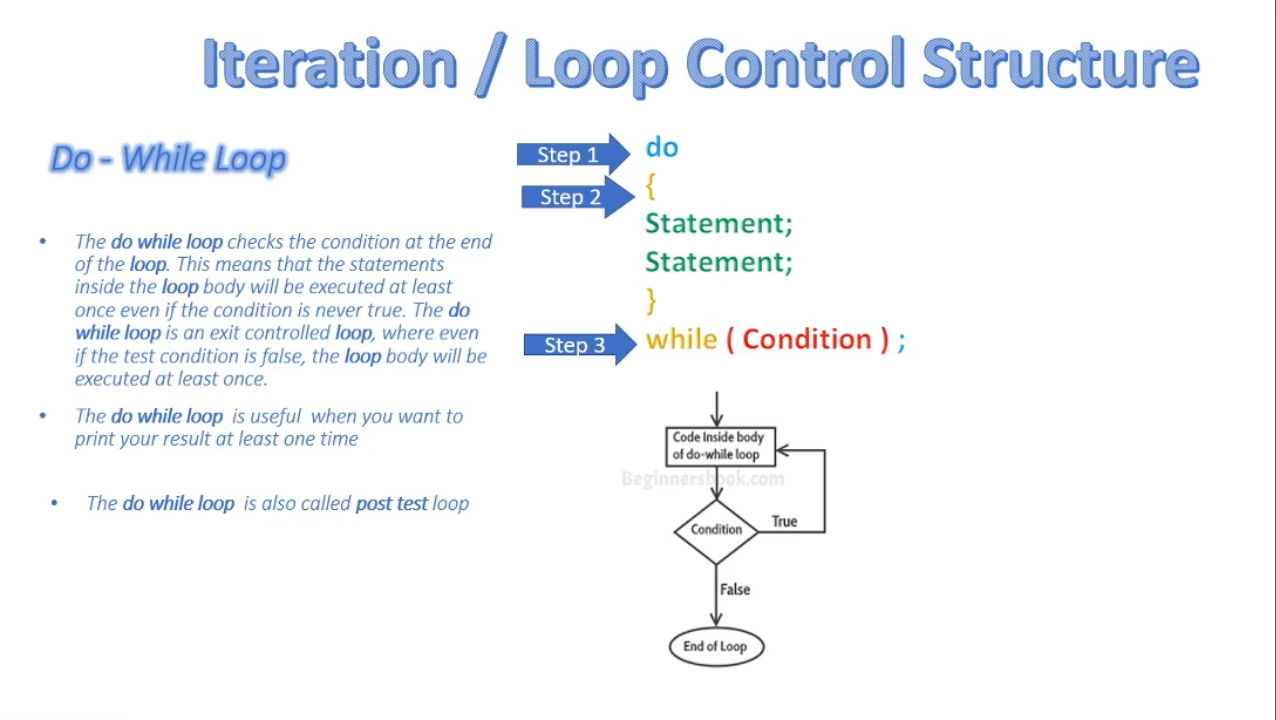 Iteration / Loop Control Structure
Do - While Loop
• The do while loop checks the condition at the end
of the loop. This means that the statements
inside the loop body will be executed at least
once even if the condition is never true. The do
while loop is an exit controlled loop, where even
if the test condition is false, the loop body will be
executed at least once.
• The do while loop is useful when you want to
print your result at least one time
• The do while loop is also called post test loop
Step 1 do
Step 2 {
Statement;
Statement;
}
Step 3 while ( Condition ) ;
Code Inside body
of do-while loop
Beginnersbook.com
Condition
True
False
End of Loop